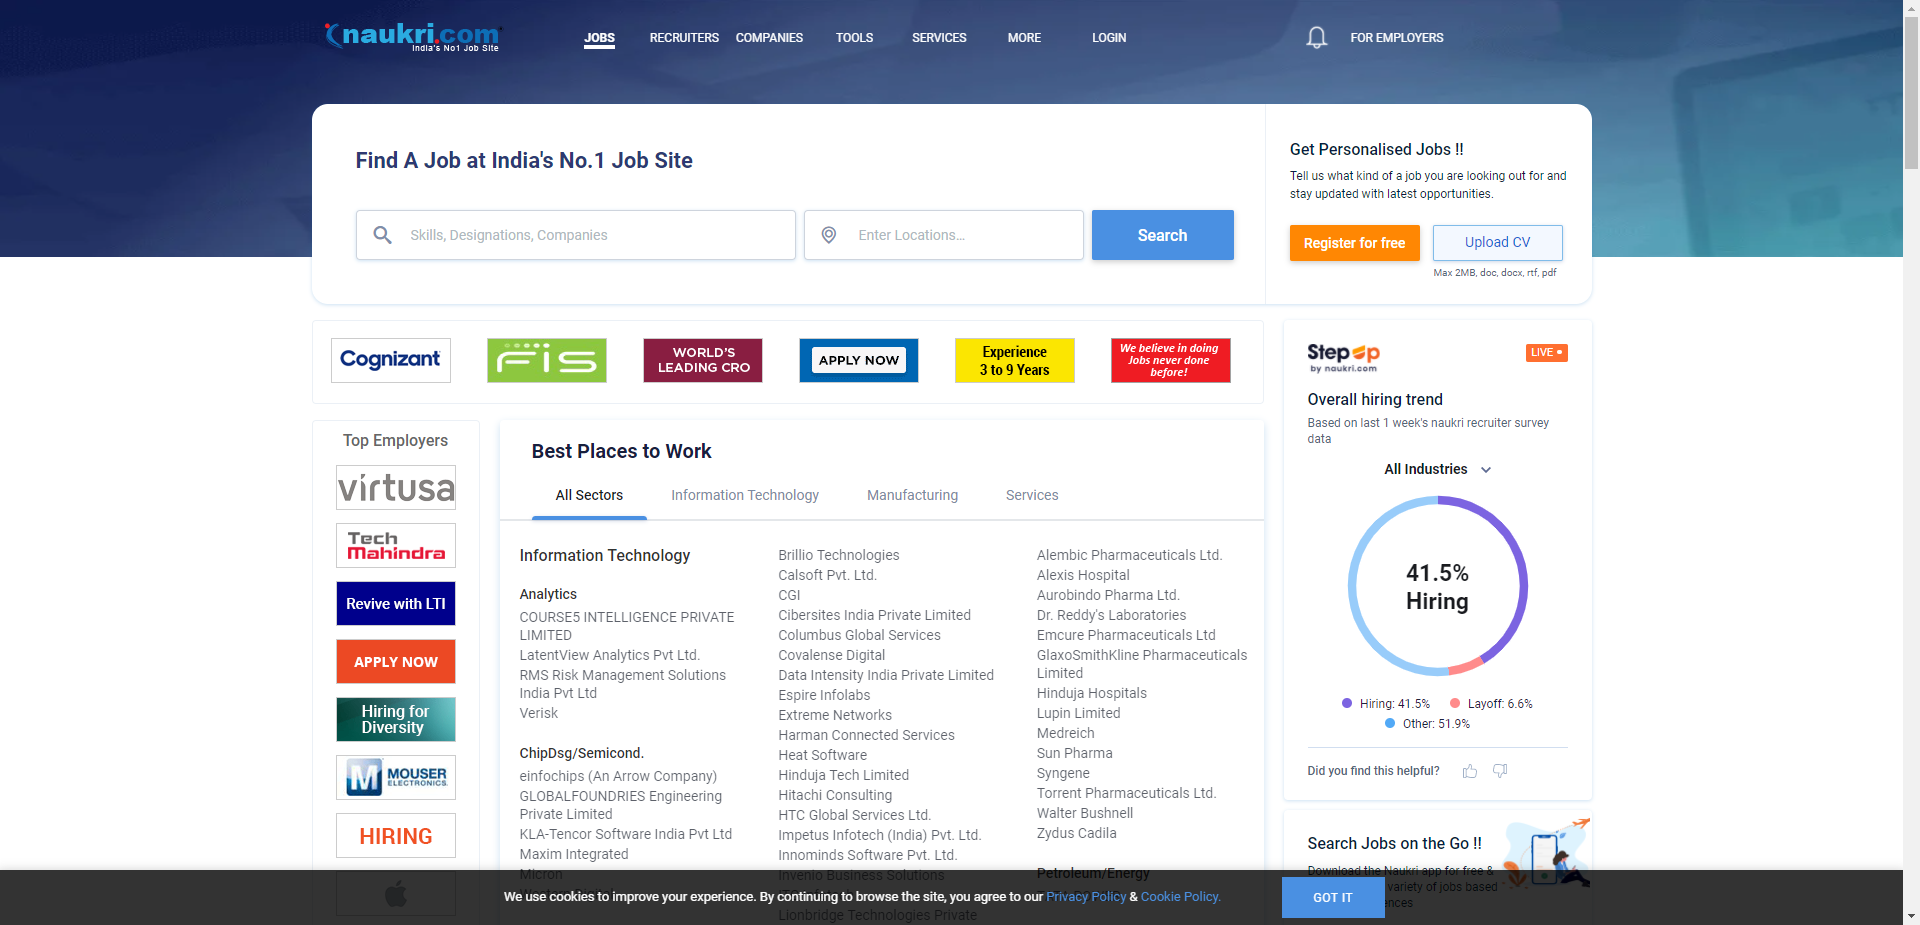 naukri.com
India's No1 Job Site
JOBS
RECRUITERS
COMPANIES
TOOLS
SERVICES
MORE
LOGIN
FOR EMPLOYERS
Find A Job at India's No.1 Job Site
Skills, Designations, Companies
Enter Locations...
Search
Get Personalised Jobs !!
Tell us what kind of a job you are looking out for and
stay updated with latest opportunities.
Register for free
Upload CV
Max 2MB, doc, docx, rtf, pdf
Cognizant
FIS
WORLD'S
LEADING CRO
APPLY NOW
Experience
3 to 9 Years
We believe in doing
Jobs never done
before!
Top Employers
virtusa
Tech
Mahindra
Revive with LTI
APPLY NOW
Hiring for
Diversity
M MOUSER
ELECTRONICS
HIRING
Best Places to Work
All Sectors
Information Technology
Manufacturing
Services
Information Technology
Analytics
COURSE5 INTELLIGENCE PRIVATE
LIMITED
LatentView Analytics Pvt Ltd.
RMS Risk Management Solutions
India Pvt Ltd
Verisk
ChipDsg/Semicond.
einfochips (An Arrow Company)
GLOBALFOUNDRIES Engineering
Private Limited
KLA-Tencor Software India Pvt Ltd
Maxim Integrated
Micron
Brillio Technologies
Calsoft Pvt. Ltd.
CGI
Cibersites India Private Limited
Columbus Global Services
Covalense Digital
Data Intensity India Private Limited
Espire Infolabs
Extreme Networks
Harman Connected Services
Heat Software
Hinduja Tech Limited
Hitachi Consulting
HTC Global Services Ltd.
Impetus Infotech (India) Pvt. Ltd.
Innominds Software Pvt. Ltd.
Invenio Business Solutions
Lionbridge Technologies Private
Alembic Pharmaceuticals Ltd.
Alexis Hospital
Aurobindo Pharma Ltd.
Dr. Reddy's Laboratories
Emcure Pharmaceuticals Ltd
GlaxoSmithKline Pharmaceuticals
Limited
Hinduja Hospitals
Lupin Limited
Medreich
Sun Pharma
Syngene
Torrent Pharmaceuticals Ltd.
Walter Bushnell
Zydus Cadila
Petroleum/Energy
Step Up
by naukri.com
LIVE
Overall hiring trend
Based on last 1 week's naukri recruiter survey
data
All Industries
41.5%
Hiring
Hiring: 41.5%
Layoff: 6.6%
Other: 51.9%
Did you find this helpful?
Search Jobs on the Go !!
Download the Naukri app for free &
variety of jobs based
We use cookies to improve your experience. By continuing to browse the site, you agree to our Privacy Policy & Cookie Policy.
GOT IT